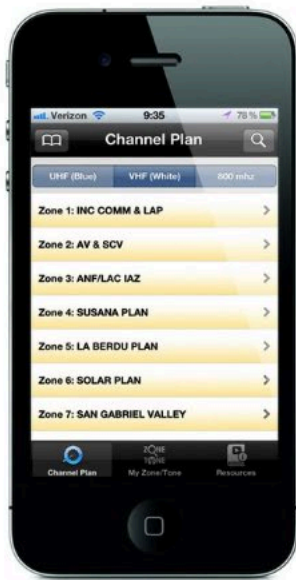 Verizon 9:35 78%
Channel Plan
UHF (Blue) VHF (White) 800 mhz
Zone 1: INC COMM & LAP
Zone 2: AV & SCV
Zone 3: ANF/LAC IAZ
Zone 4: SUSANA PLAN
Zone 5: LA BERDU PLAN
Zone 6: SOLAR PLAN
Zone 7: SAN GABRIEL VALLEY
ZONE
TONE
Channel Plan My Zone/Tone Resources